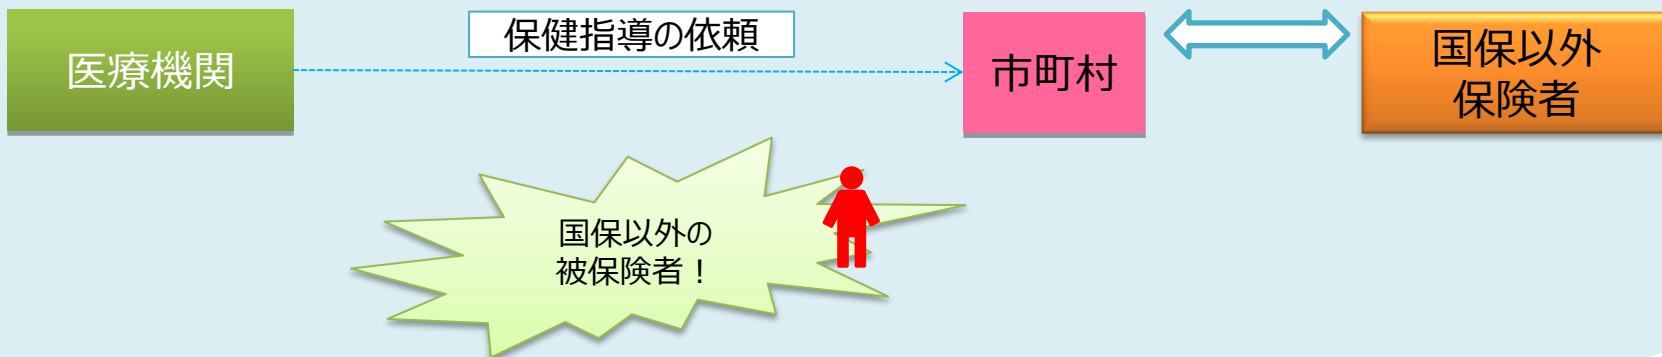 医療機関
保健指導の依頼
市町村
国保以外
保険者
国保以外の
被保険者！